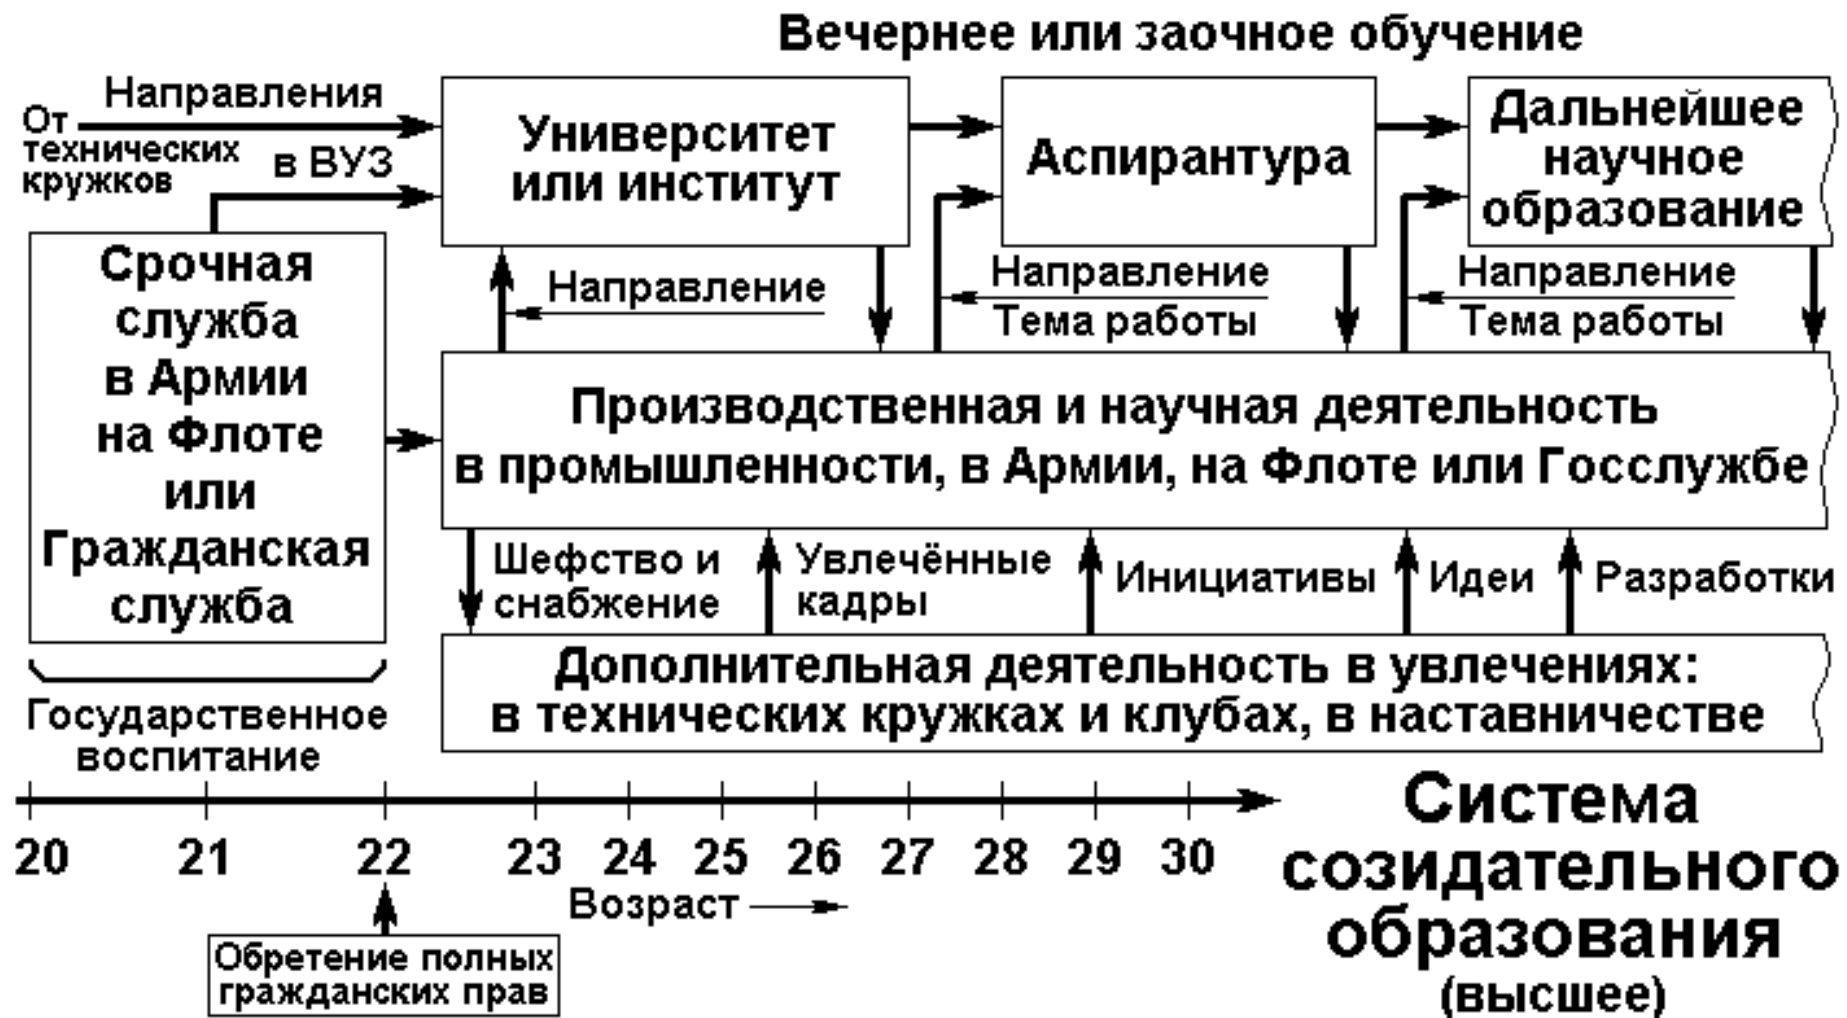 Вечернее или заочное обучение
Направления
в ВУЗ
От
технических
кружков
Университет
или институт
Аспирантура
Дальнейшее
научное
образование
Срочная
служба
в Армии
на Флоте
или
Гражданская
служба
Направление
Направление
Тема работы
Направление
Тема работы
Производственная и научная деятельность
в промышленности, в Армии, на Флоте или Госслужбе
Шефство и
снабжение
Увлечённые
кадры
Инициативы
Идеи
Разработки
Дополнительная деятельность в увлечениях:
в технических кружках и клубах, в наставничестве
Государственное
воспитание
20 21 22 23 24 25 26 27 28 29 30
Возраст
Обретение полных
гражданских прав
Система
созидательного
образования
(высшее)